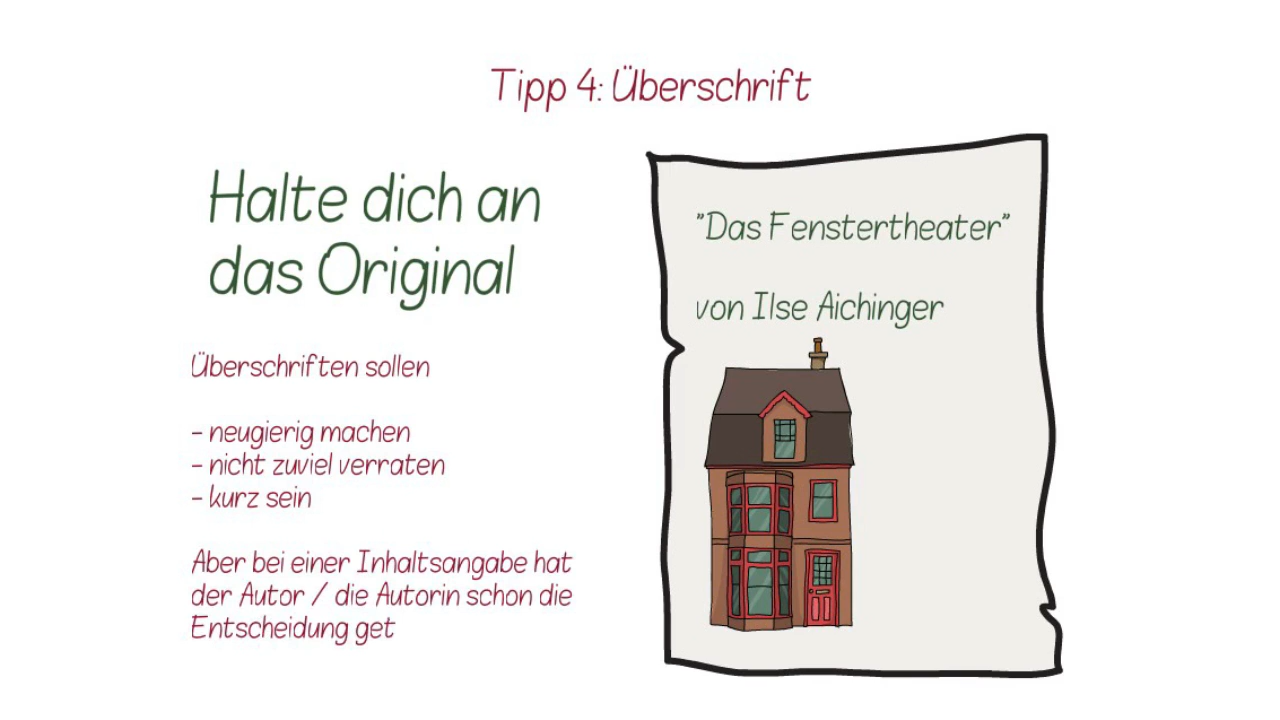 Tipp 4: Überschrift
Halte dich an
das Original
Überschriften sollen
- neugierig machen
- nicht zuviel verraten
- kurz sein
Aber bei einer Inhaltsangabe hat
der Autor / die Autorin schon die
Entscheidung get
"Das Fenstertheater"
von Ilse Aichinger